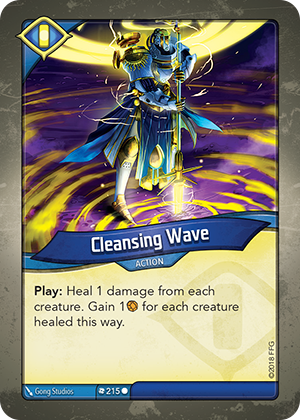 Cleansing Wave
ACTION
Play: Heal 1 damage from each
creature. Gain 1 for each creature
healed this way.
©2018 FFG
Gong Studios
215